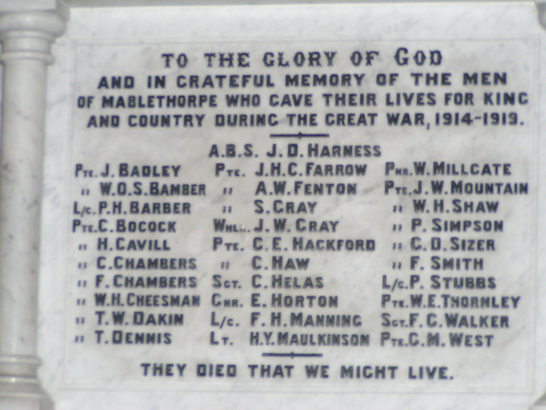 TO THE GLORY OF GOD
AND IN GRATEFUL MEMORY OF THE MEN
OF MABLETHORPE WHO GAVE THEIR LIVES FOR KING
AND COUNTRY DURING THE GREAT WAR, 1914-1919.
A.B.S. J.D. HARNESS
PTE. J. BADLEY PTE. J.H.C. FARROW PNR. W. MILLGATE
" W.O.S. BAMBER " A.W. FENTON PTE. J.W. MOUNTAIN
L/C. P.H. BARBER " S. GRAY " W.H. SHAW
PTE. C. BOCOCK WHL... J.W. GRAY " P. SIMPSON
" H. CAVILL PTE. C.E. HACKFORD " G.D. SIZER
" C. CHAMBERS " C. HAW " F. SMITH
" F. CHAMBERS SGT. C. HELAS L/C. P. STUBBS
" W.H. CHEESMAN GNR. E. HORTON PTE. W.E. THORNLEY
" T.W. DAKIN L/C. F.H. MANNING SGT. F.C. WALKER
" T. DENNIS LT. H.Y. MAULKINSON PTE. C.M. WEST
THEY DIED THAT WE MIGHT LIVE.